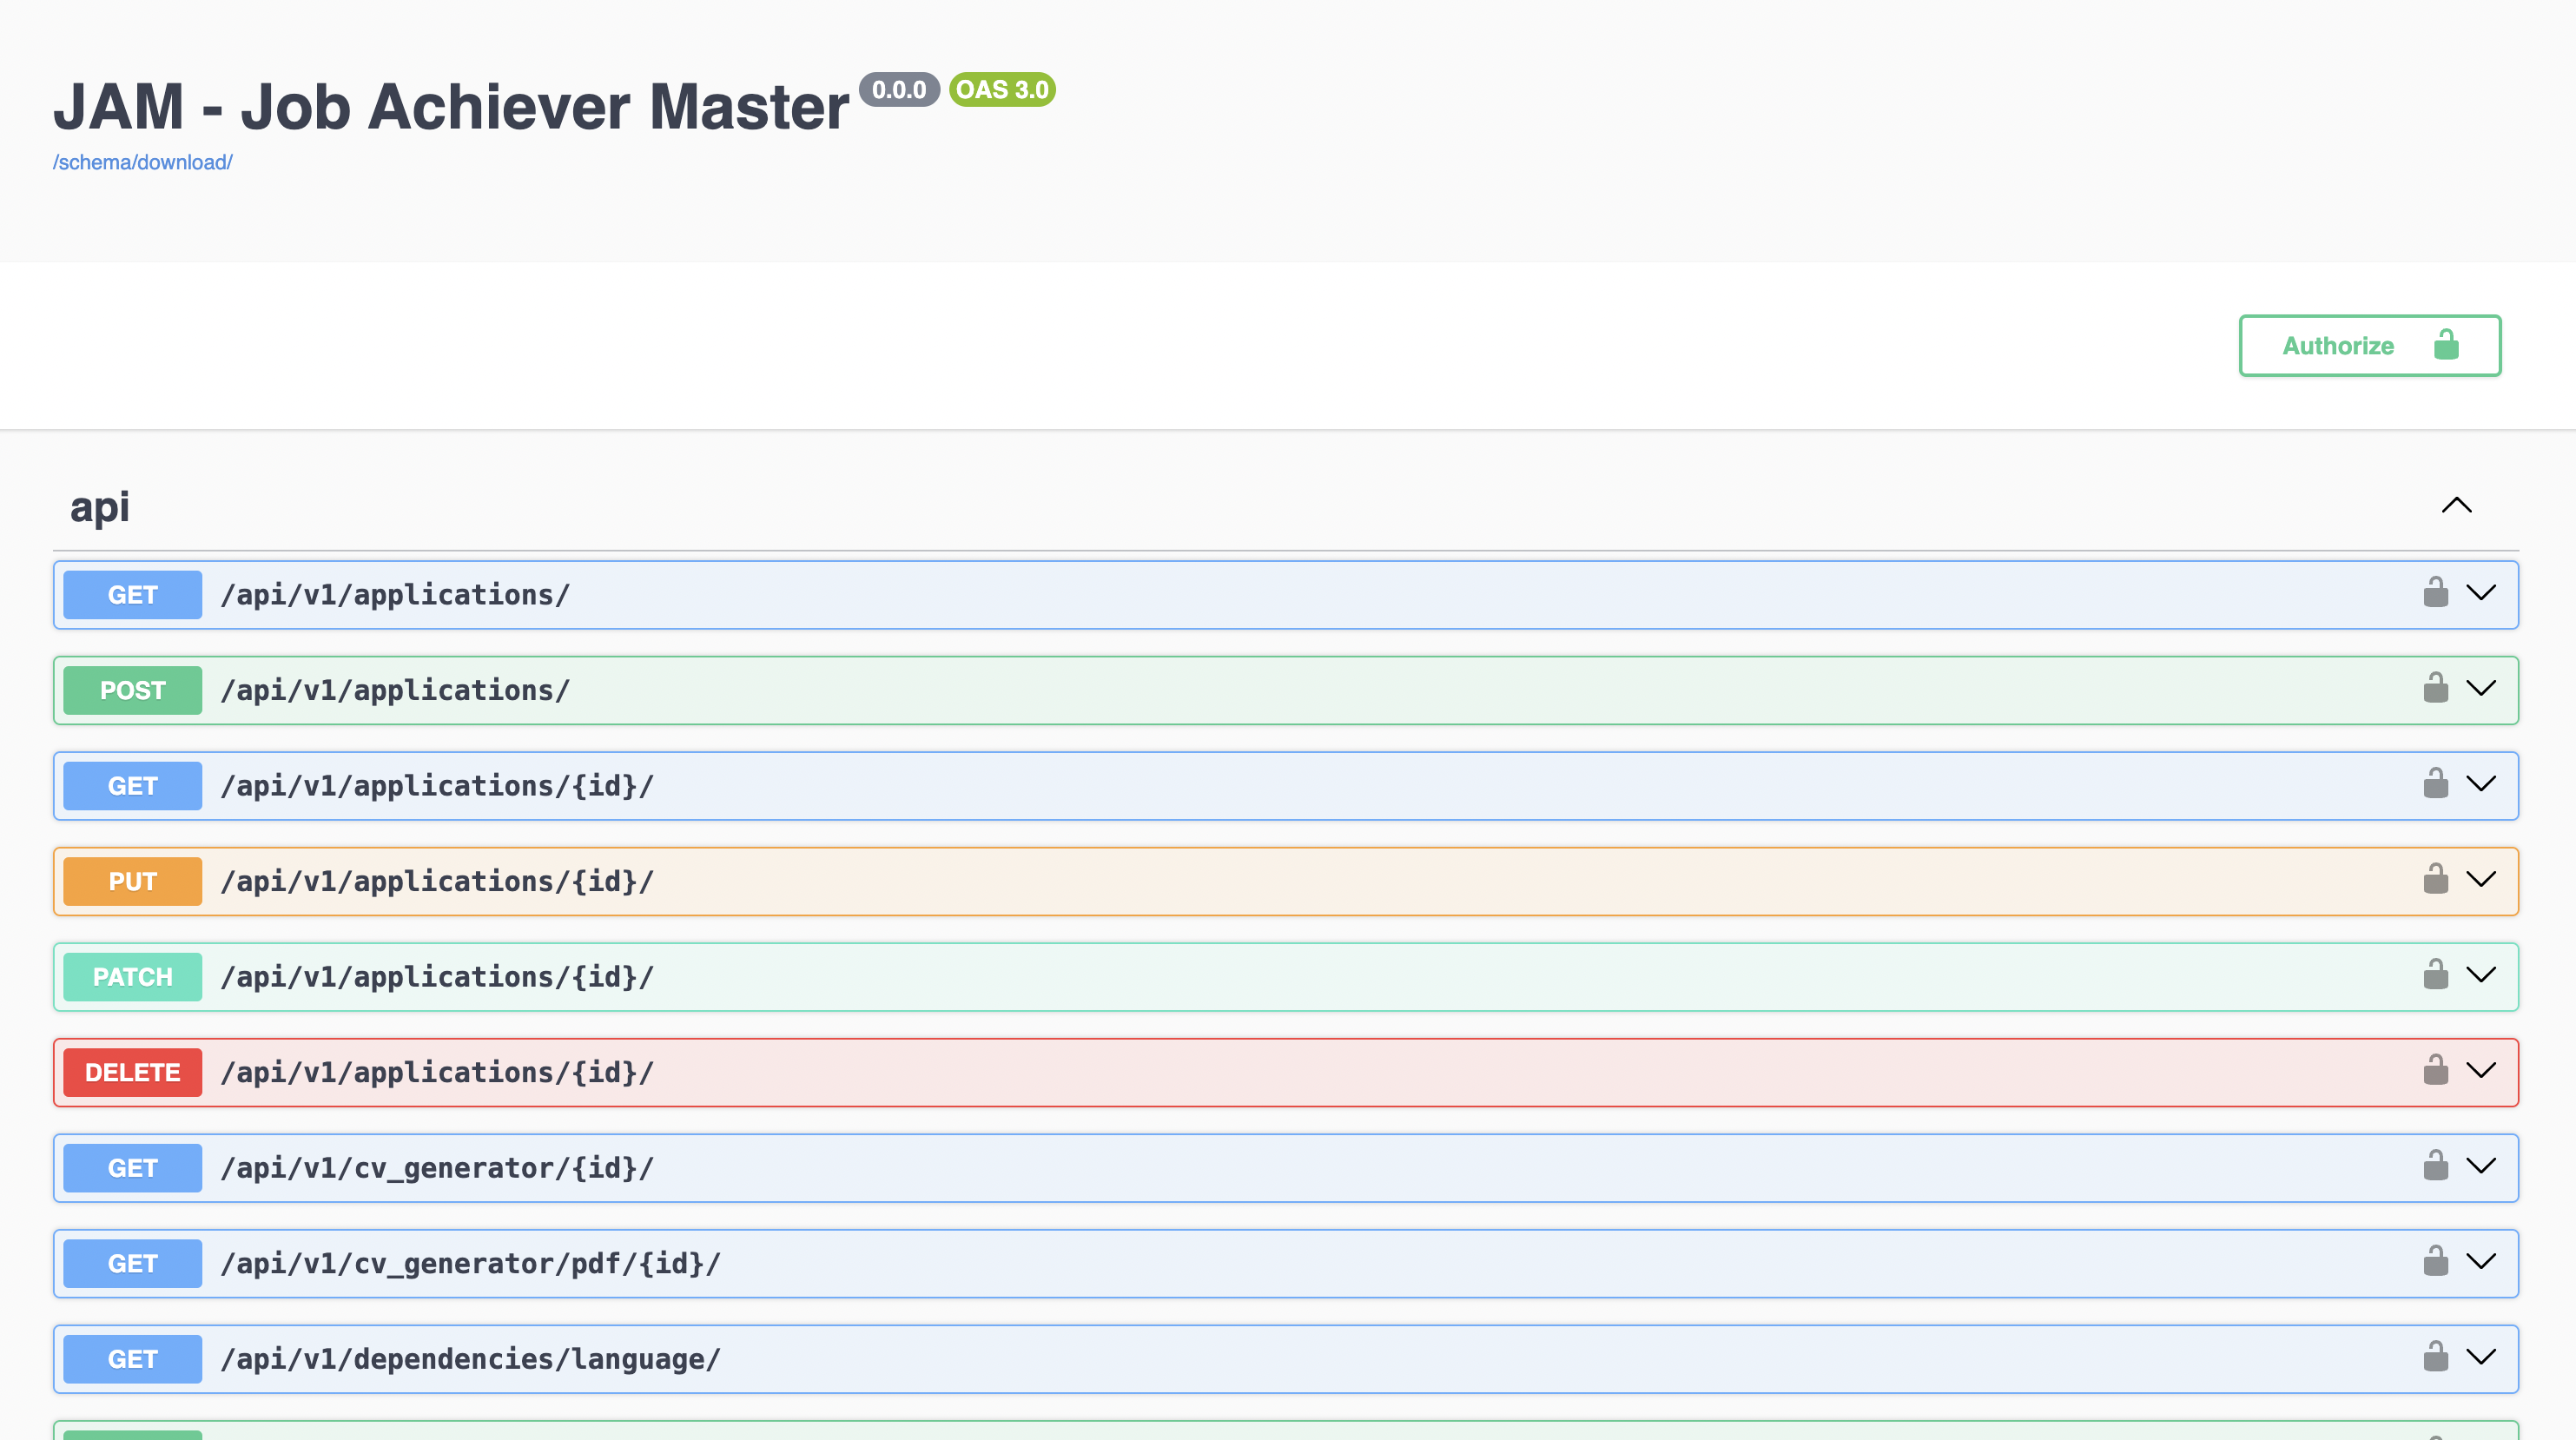 JAM - Job Achiever Master 0.0.0 OAS 3.0
/schema/download/
Authorize
api
GET /api/v1/applications/
POST /api/v1/applications/
GET /api/v1/applications/{id}/
PUT /api/v1/applications/{id}/
PATCH /api/v1/applications/{id}/
DELETE /api/v1/applications/{id}/
GET /api/v1/cv_generator/{id}/
GET /api/v1/cv_generator/pdf/{id}/
GET /api/v1/dependencies/language/